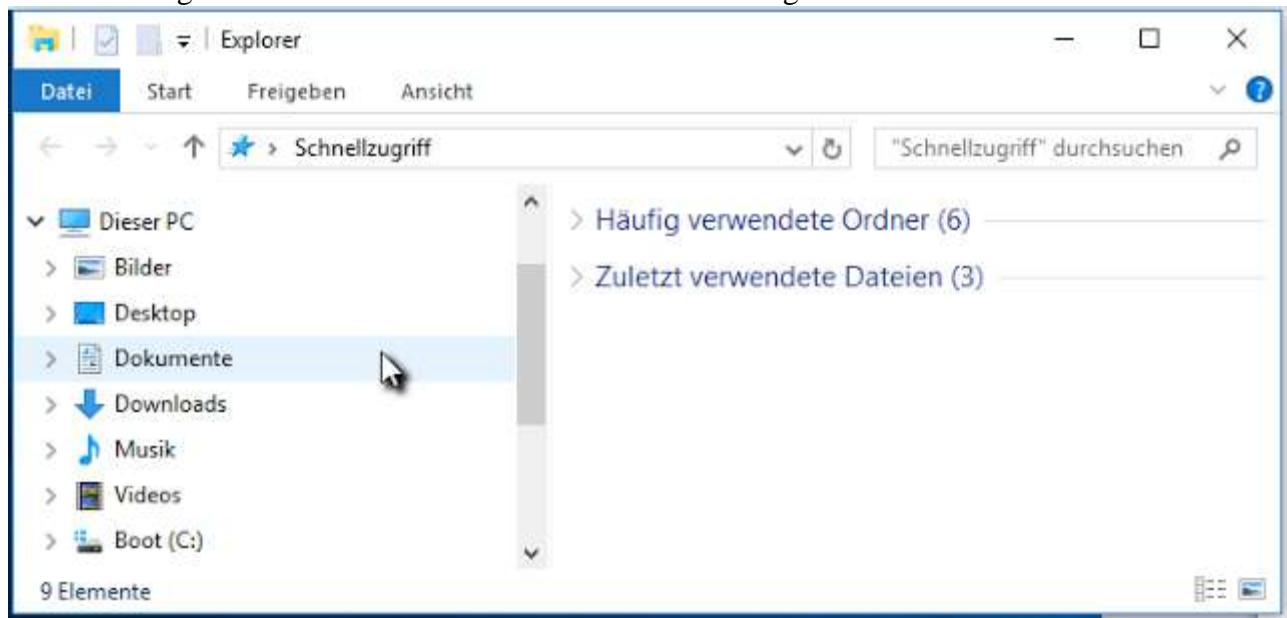 Explorer
Datei Start Freigeben Ansicht
Schnellzugriff "Schnellzugriff" durchsuchen
Dieser PC
Bilder
Desktop
Dokumente
Downloads
Musik
Videos
Boot (C:)
Häufig verwendete Ordner (6)
Zuletzt verwendete Dateien (3)
9 Elemente